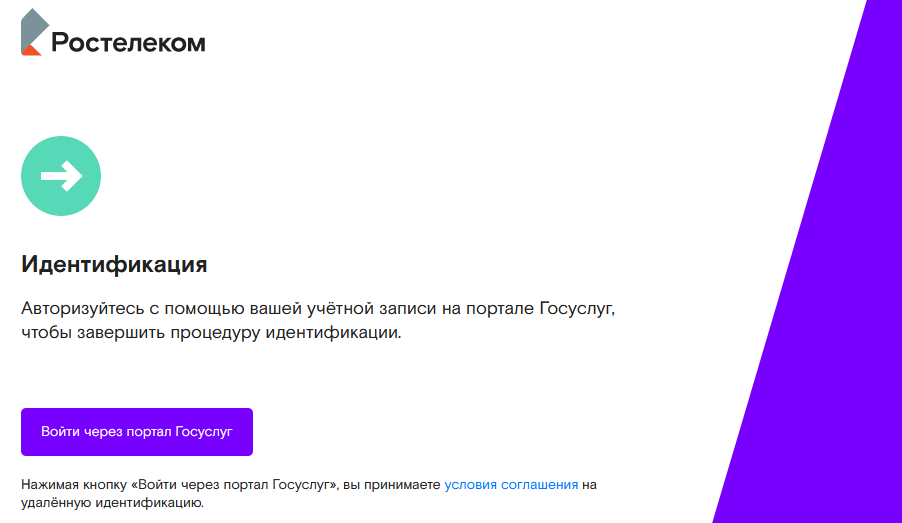 Ростелеком
Идентификация
Авторизуйтесь с помощью вашей учётной записи на портале Госуслуг,
чтобы завершить процедуру идентификации.
Войти через портал Госуслуг
Нажимая кнопку «Войти через портал Госуслуг», вы принимаете условия соглашения на
удалённую идентификацию.